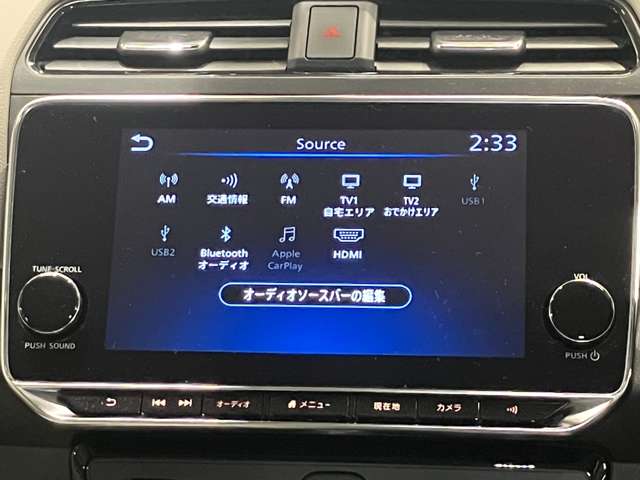 Source
2:33
AM
交通情報
FM
TV1
自宅エリア
TV2
おでかけエリア
USB1
USB2
Bluetooth
オーディオ
Apple
CarPlay
HDMI
オーディオソースバーの編集
TUNE·SCROLL
PUSH SOUND
VOL
PUSH
オーディオ
メニュー
現在地
カメラ